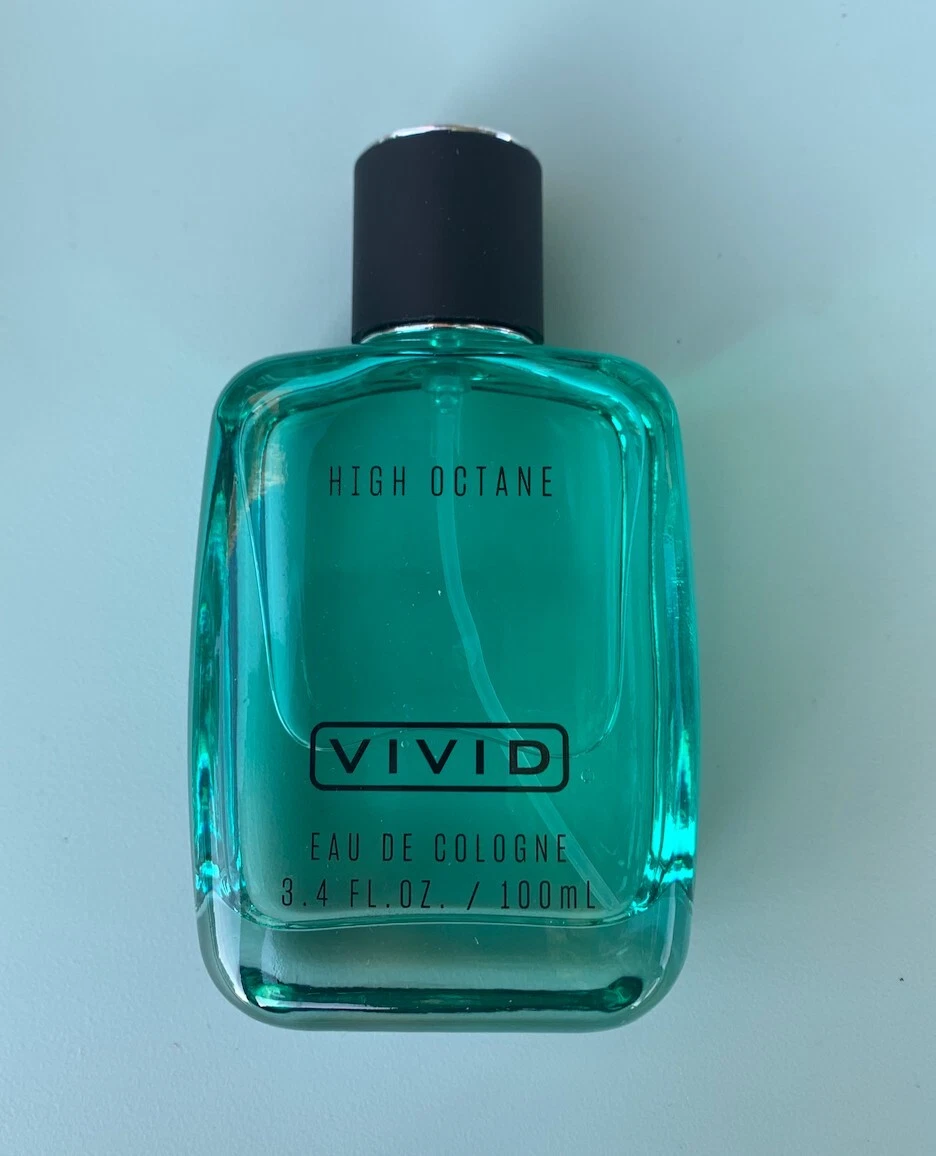 HIGH OCTANE
VIVID
EAU DE COLOGNE
3.4 FL.OZ. / 100mL